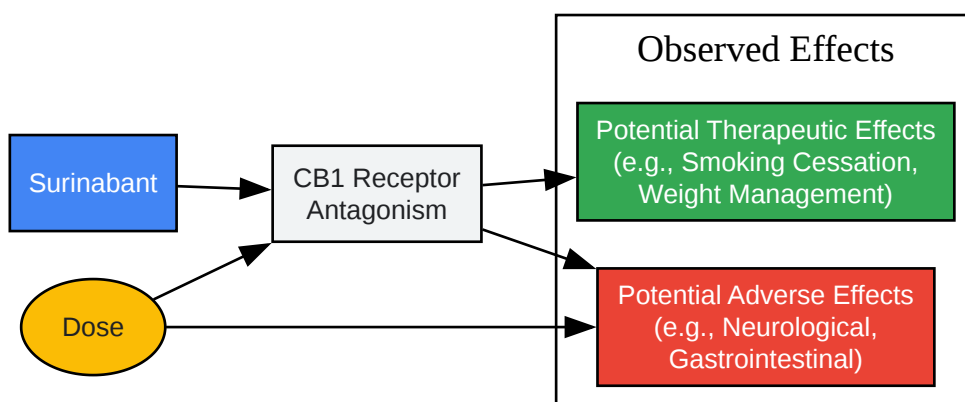 Observed Effects
Surinabant
CB1 Receptor
Antagonism
Potential Therapeutic Effects
(e.g., Smoking Cessation,
Weight Management)
Dose
Potential Adverse Effects
(e.g., Neurological,
Gastrointestinal)